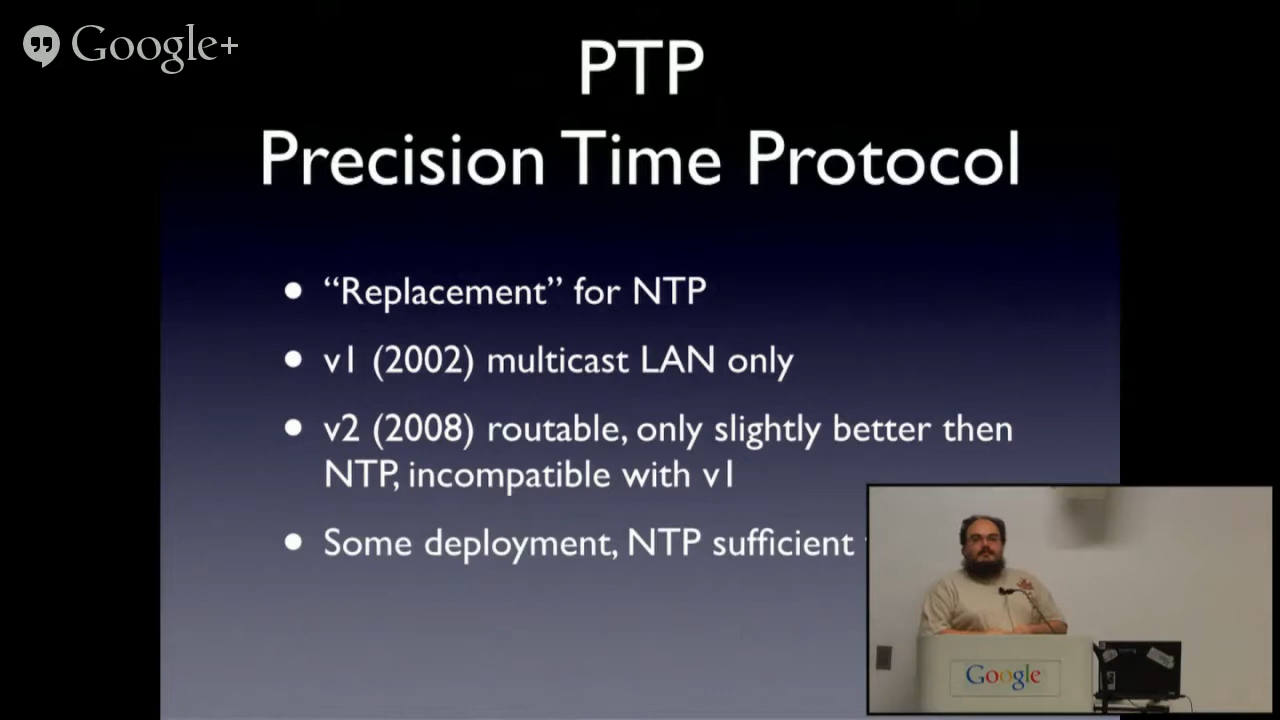 Google+
PTP
Precision Time Protocol
• “Replacement” for NTP
• v1 (2002) multicast LAN only
• v2 (2008) routable, only slightly better then
NTP, incompatible with v1
• Some deployment, NTP sufficient
Google